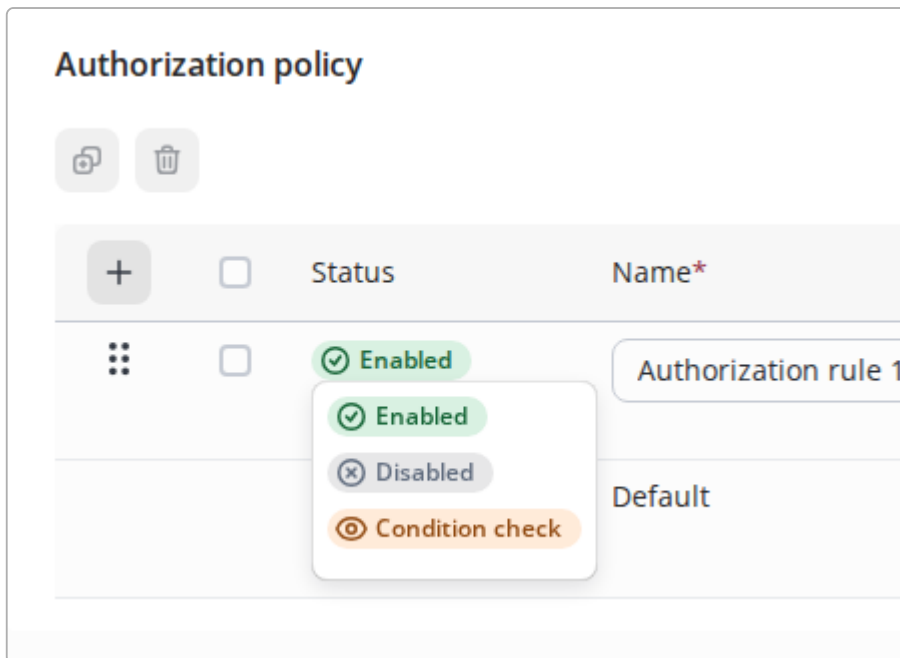 Authorization policy
Status Name*
Enabled Authorization rule 1
Enabled
Disabled
Default
Condition check